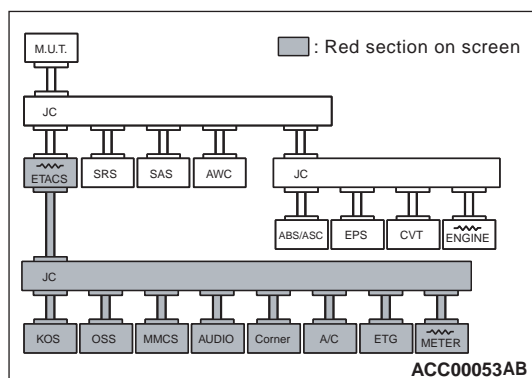 M.U.T.
: Red section on screen
JC
ETACS
SRS
SAS
AWC
JC
ABS/ASC
EPS
CVT
ENGINE
JC
KOS
OSS
MMCS
AUDIO
Corner
A/C
ETG
METER
ACC00053AB